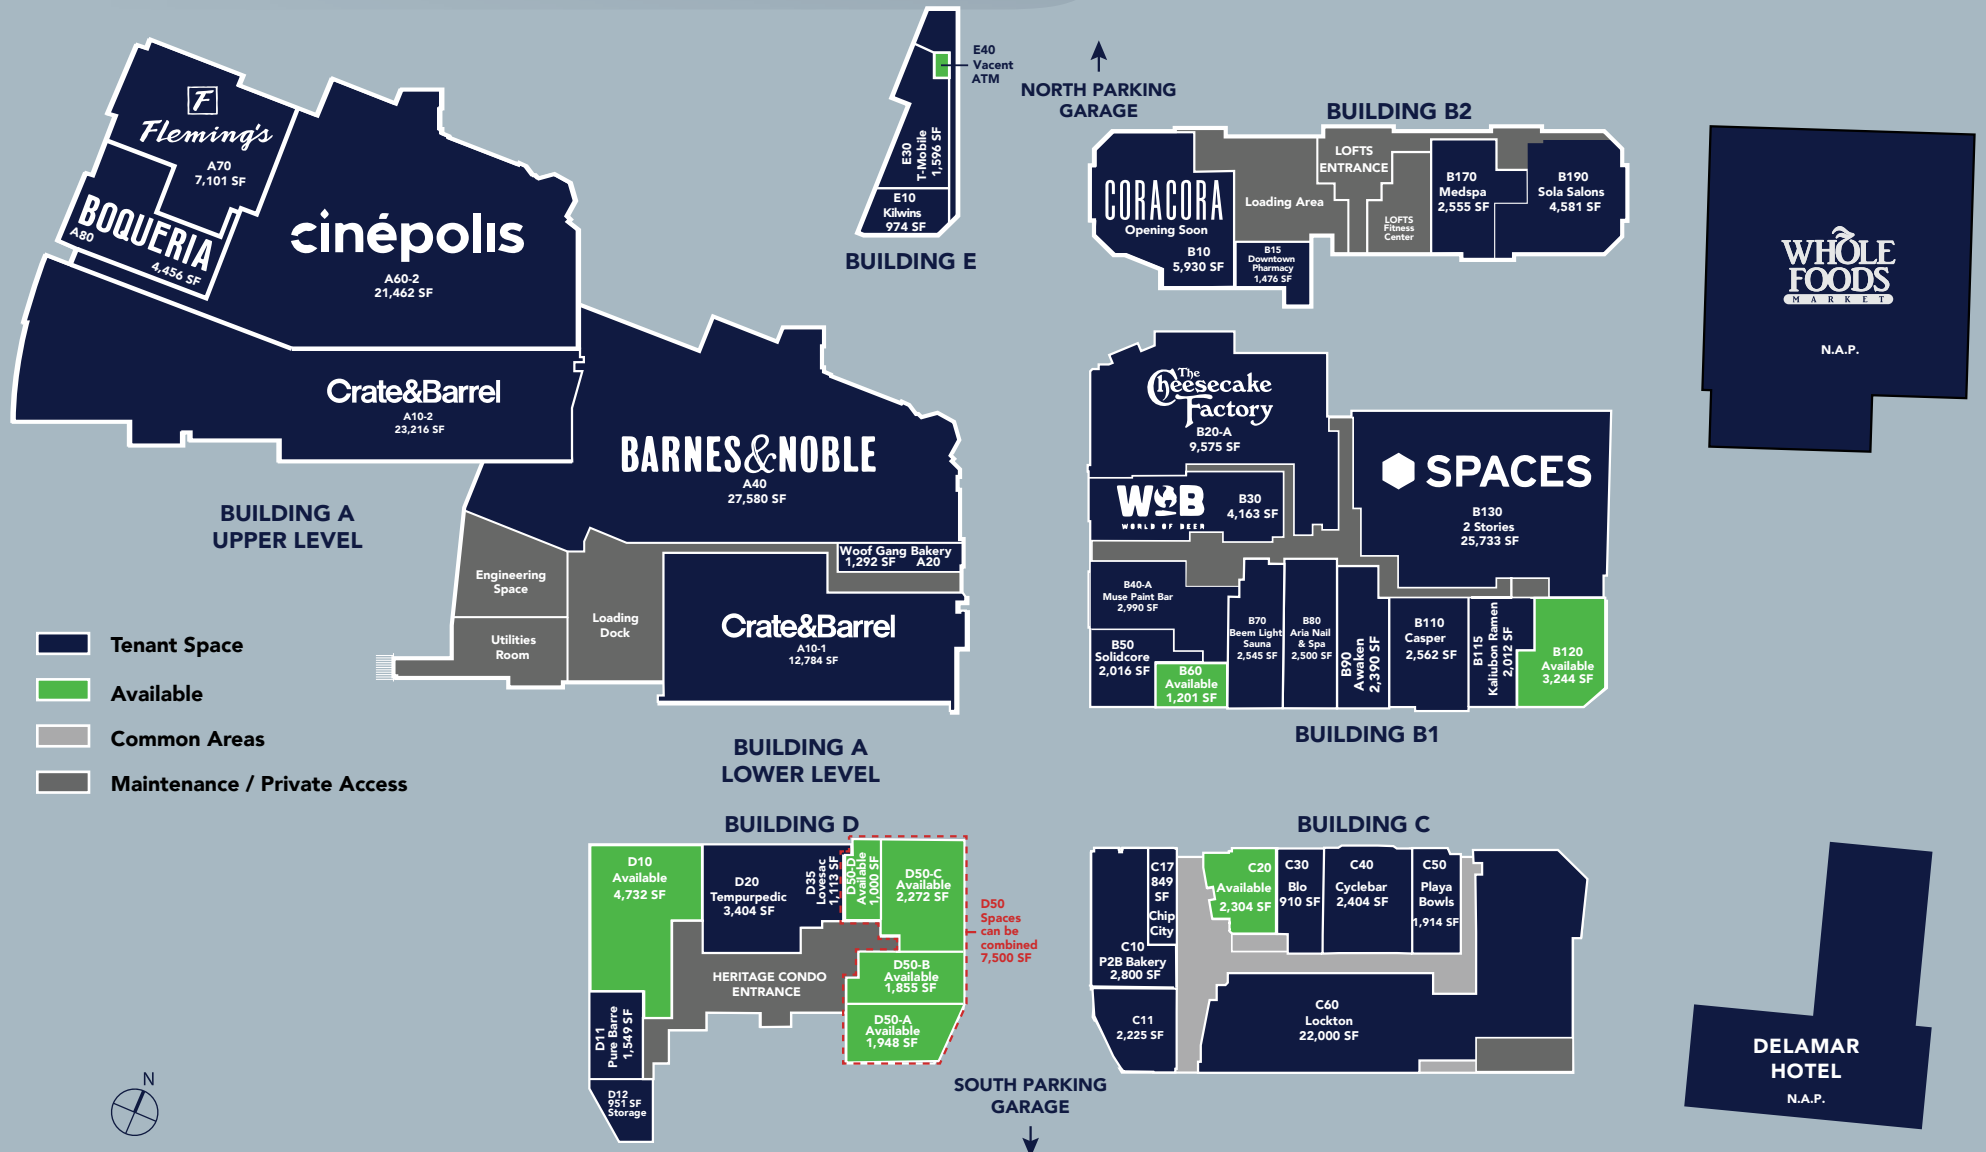 F
Fleming's
A70
7,101 SF
BOQUERIA
A80
4,456 SF
cinépolis
A60-2
21,462 SF
Crate&Barrel
A10-2
23,216 SF
BUILDING A
UPPER LEVEL
BARNES&NOBLE
A40
27,580 SF
Woof Gang Bakery
1,292 SF A20
Engineering
Space
Utilities
Room
Loading
Dock
Crate&Barrel
A10-1
12,784 SF
BUILDING A
LOWER LEVEL
Tenant Space
Available
Common Areas
Maintenance / Private Access
E40
Vacent
ATM
E30
T-Mobile
1,596 SF
E10
Kilwins
974 SF
BUILDING E
NORTH PARKING
GARAGE
BUILDING B2
CORACORA
Opening Soon
B10
5,930 SF
Loading Area
B15
Downtown
Pharmacy
1,476 SF
LOFTS
ENTRANCE
LOFTS
Fitness
Center
B170
Medspa
2,555 SF
B190
Sola Salons
4,581 SF
WHOLE
FOODS
MARKET
N.A.P.
The
Cheesecake
Factory
B20-A
9,575 SF
WOB
WORLD OF BEER
B30
4,163 SF
SPACES
B130
2 Stories
25,733 SF
B40-A
Muse Paint Bar
2,990 SF
B50
Solidcore
2,016 SF
B60
Available
1,201 SF
B70
Beem Light
Sauna
2,545 SF
B80
Aria Nail
& Spa
2,500 SF
B90
Awaken
2,390 SF
B110
Casper
2,562 SF
B115
Kaliubon Ramen
2,012 SF
B120
Available
3,244 SF
BUILDING B1
BUILDING D
D10
Available
4,732 SF
D20
Tempurpedic
3,404 SF
D35
Lovesac
1,113 SF
D50-D
Available
1,000 SF
D50-C
Available
2,272 SF
D50
Spaces
can be
combined
7,500 SF
HERITAGE CONDO
ENTRANCE
D50-B
Available
1,855 SF
D50-A
Available
1,948 SF
D11
Pure Barre
1,549 SF
D12
951 SF
Storage
N
SOUTH PARKING
GARAGE
BUILDING C
C17
849
SF
Chip
City
C10
P2B Bakery
2,800 SF
C11
2,225 SF
C20
Available
2,304 SF
C30
Blo
910 SF
C40
Cyclebar
2,404 SF
C50
Playa
Bowls
1,914 SF
C60
Lockton
22,000 SF
DELAMAR
HOTEL
N.A.P.